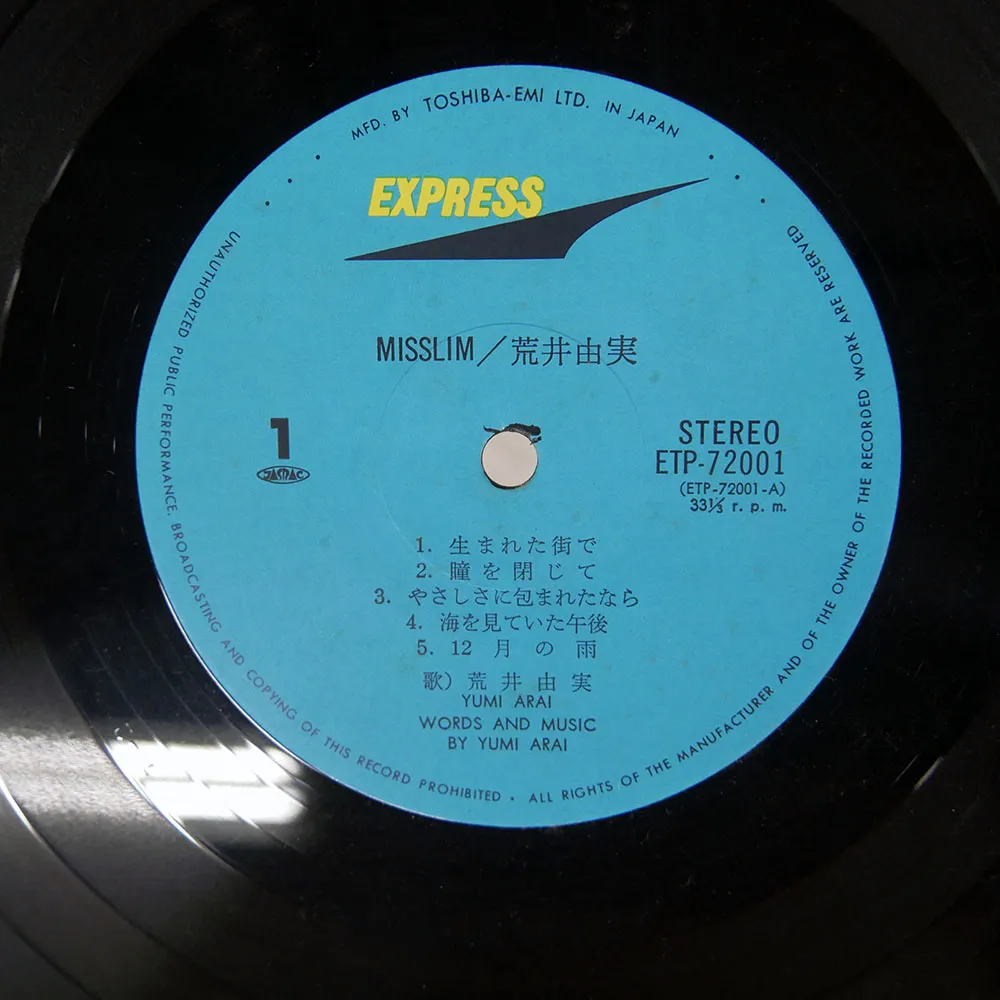 MFD. BY TOSHIBA-EMI LTD. IN JAPAN
EXPRESS
MISSLIM/荒井由実
1
JASRAC
STEREO
ETP-72001
(ETP-72001-A)
33⅓ r. p. m.
1. 生まれた街で
2. 瞳を閉じて
3. やさしさに包まれたなら
4. 海を見ていた午後
5. 12月の雨
歌) 荒井由実
YUMI ARAI
WORDS AND MUSIC
BY YUMI ARAI
UNAUTHORIZED PUBLIC PERFORMANCE, BROADCASTING AND COPYING OF THIS RECORD PROHIBITED • ALL RIGHTS OF THE MANUFACTURER AND OF THE OWNER OF THE RECORDED WORK ARE RESERVED